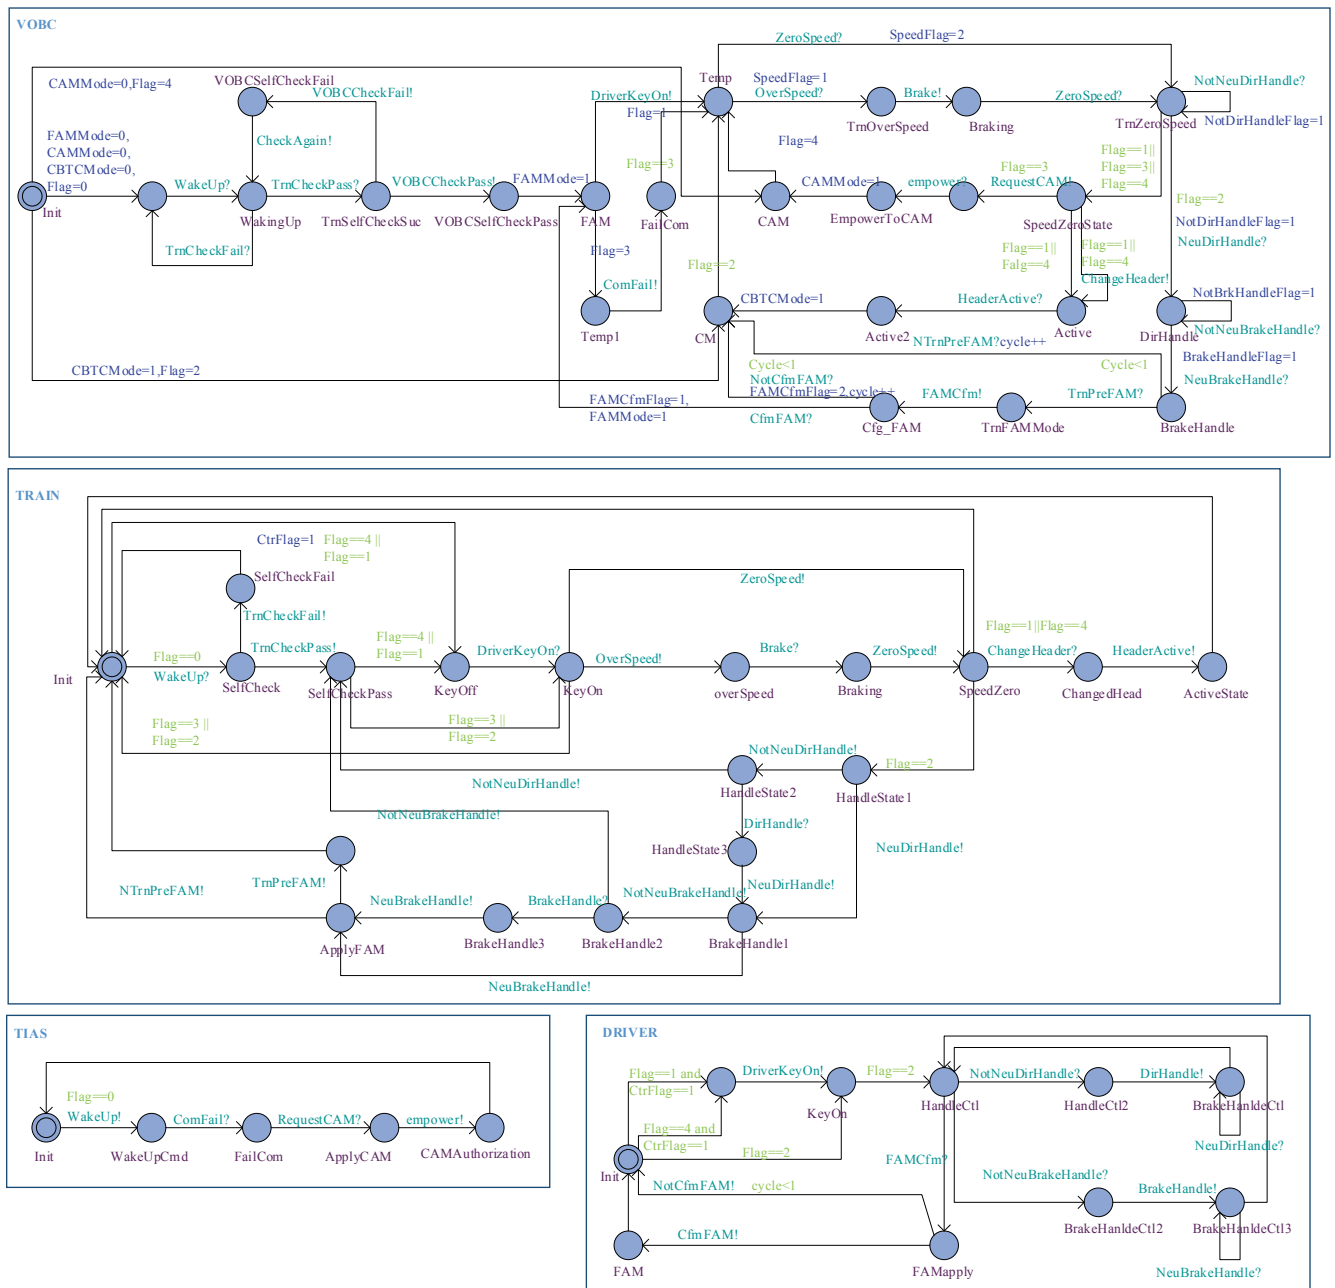 VOBC
ZeroSpeed?
SpeedFlag=2
CAMMode=0,Flag=4
VOBCSelfCheckFail
VOBCCheckFail!
Temp
SpeedFlag=1
OverSpeed?
Brake!
ZeroSpeed?
NotNeuDirHandle?
DriverKeyOn!
Flag=1
TrnOverSpeed
Braking
TrnZeroSpeed
NotDirHandleFlag=1
FAMMode=0,
CAMMode=0,
CBTCMode=0,
Flag=0
CheckAgain!
Flag=4
Flag==1||
Flag==3||
Flag==4
WakeUp?
TrnCheckPass?
VOBCCheckPass!
FAMMode=1
Flag==3
CAMMode=1
empower?
Flag==3
RequestCAM!
Flag==2
Init
WakingUp
TrnSelfCheckSuc
VOBCSelfCheckPass
FAM
FailCom
CAM
EmpowerToCAM
SpeedZeroState
NotDirHandleFlag=1
NeuDirHandle?
TrnCheckFail?
Flag=3
Flag==2
Flag==1||
Falg==4
Flag==1||
Flag==4
ChangeHeader!
ComFail!
CBTCMode=1
HeaderActive?
NotBrkHandleFlag=1
Temp1
CM
Active2
Active
DirHandle
NotNeuBrakeHandle?
NTrnPreFAM?cycle++
BrakeHandleFlag=1
CBTCMode=1,Flag=2
Cycle<1
NotCfmFAM?
FAMCfmFlag=2,cycle++
Cycle<1
NeuBrakeHandle?
FAMCfmFlag=1,
FAMMode=1
CfmFAM?
FAMCfm!
TrnPreFAM?
Cfg_FAM
TrnFAMMode
BrakeHandle
TRAIN
CtrFlag=1
Flag==4 ||
Flag==1
SelfCheckFail
ZeroSpeed!
TrnCheckFail!
Flag==1||Flag==4
Flag==0
WakeUp?
TrnCheckPass!
Flag==4 ||
Flag==1
DriverKeyOn?
OverSpeed!
Brake?
ZeroSpeed!
ChangeHeader?
HeaderActive!
Init
SelfCheck
SelfCheckPass
KeyOff
KeyOn
overSpeed
Braking
SpeedZero
ChangedHead
ActiveState
Flag==3 ||
Flag==2
Flag==3 ||
Flag==2
NotNeuDirHandle!
Flag==2
NotNeuDirHandle!
HandleState2
HandleState1
NotNeuBrakeHandle!
DirHandle?
HandleState3
NeuDirHandle!
NTrnPreFAM!
TrnPreFAM!
NeuBrakeHandle!
BrakeHandle?
NotNeuBrakeHandle!
NeuDirHandle!
ApplyFAM
BrakeHandle3
BrakeHandle2
BrakeHandle1
NeuBrakeHandle!
TIAS
Flag==0
WakeUp!
ComFail?
RequestCAM?
empower!
Init
WakeUpCmd
FailCom
ApplyCAM
CAMAuthorization
DRIVER
Flag==1 and
CtrFlag==1
DriverKeyOn!
Flag==2
NotNeuDirHandle?
DirHandle!
KeyOn
HandleCtl
HandleCtl2
BrakeHanldeCtl
Flag==4 and
CtrFlag==1
Flag==2
NeuDirHandle?
FAMCfm?
Init
NotCfmFAM!
cycle<1
NotNeuBrakeHandle?
BrakeHandle!
BrakeHanldeCtl2
BrakeHanldeCtl3
CfmFAM!
FAM
FAMapply
NeuBrakeHandle?